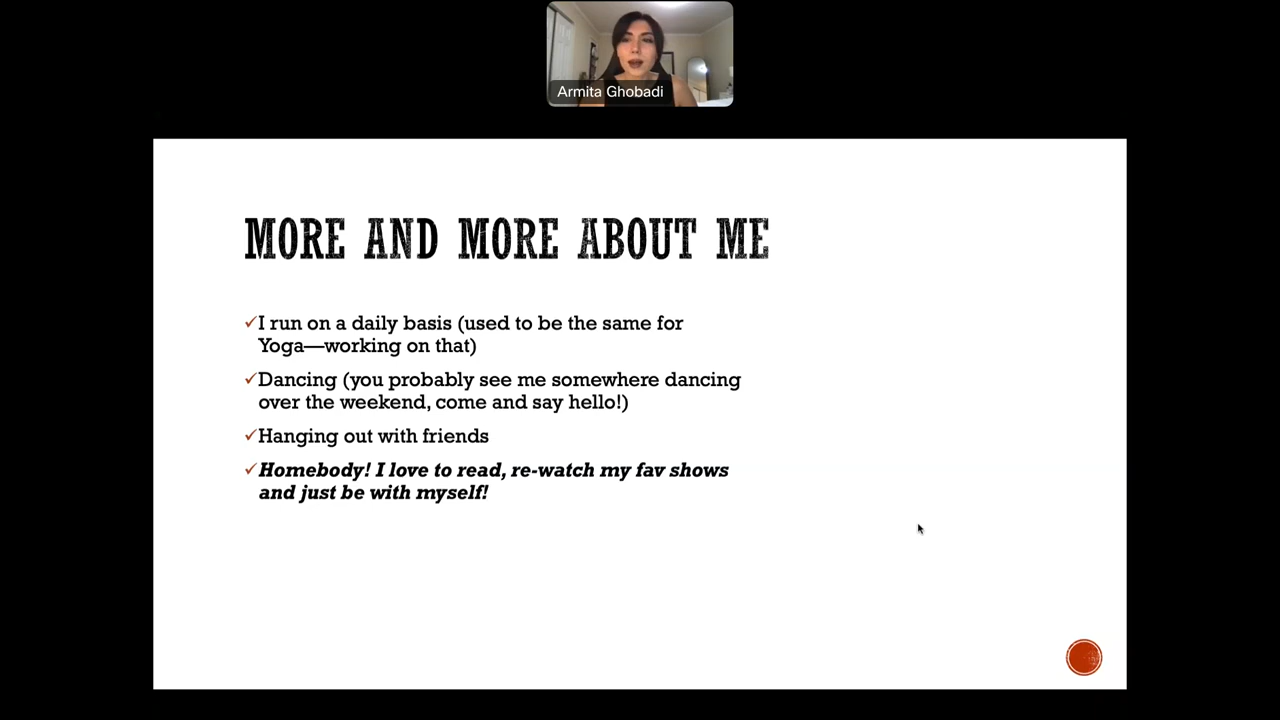 Armita Ghobadi
MORE AND MORE ABOUT ME
✓I run on a daily basis (used to be the same for
Yoga—working on that)
✓Dancing (you probably see me somewhere dancing
over the weekend, come and say hello!)
✓Hanging out with friends
✓Homebody! I love to read, re-watch my fav shows
and just be with myself!